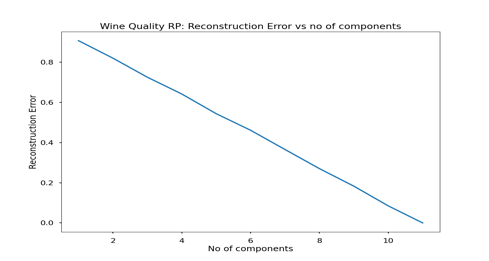 Wine Quality RP: Reconstruction Error vs no of components
Reconstruction Error
0.8
0.6
0.4
0.2
0.0
2 4 6 8 10
No of components